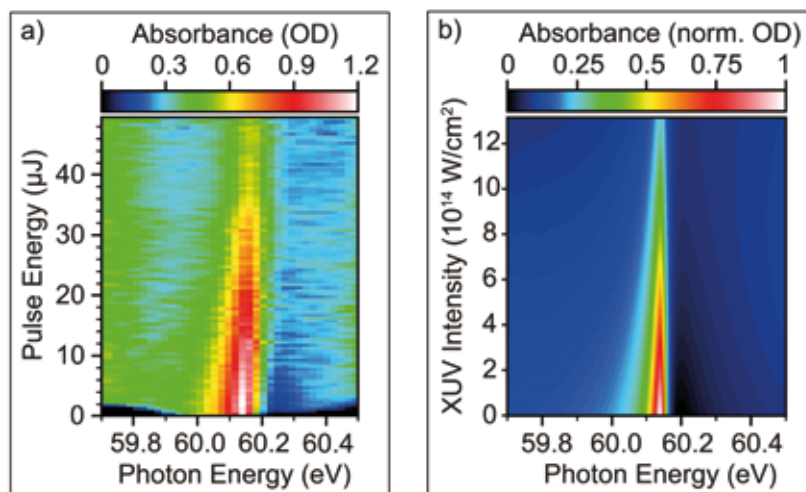 a) Absorbance (OD)
0 0.3 0.6 0.9 1.2
Pulse Energy (µJ)
40
30
20
10
0
59.8 60.0 60.2 60.4
Photon Energy (eV)
b) Absorbance (norm. OD)
0 0.25 0.5 0.75 1
XUV Intensity (10¹⁴ W/cm²)
12
10
8
6
4
2
0
59.8 60.0 60.2 60.4
Photon Energy (eV)